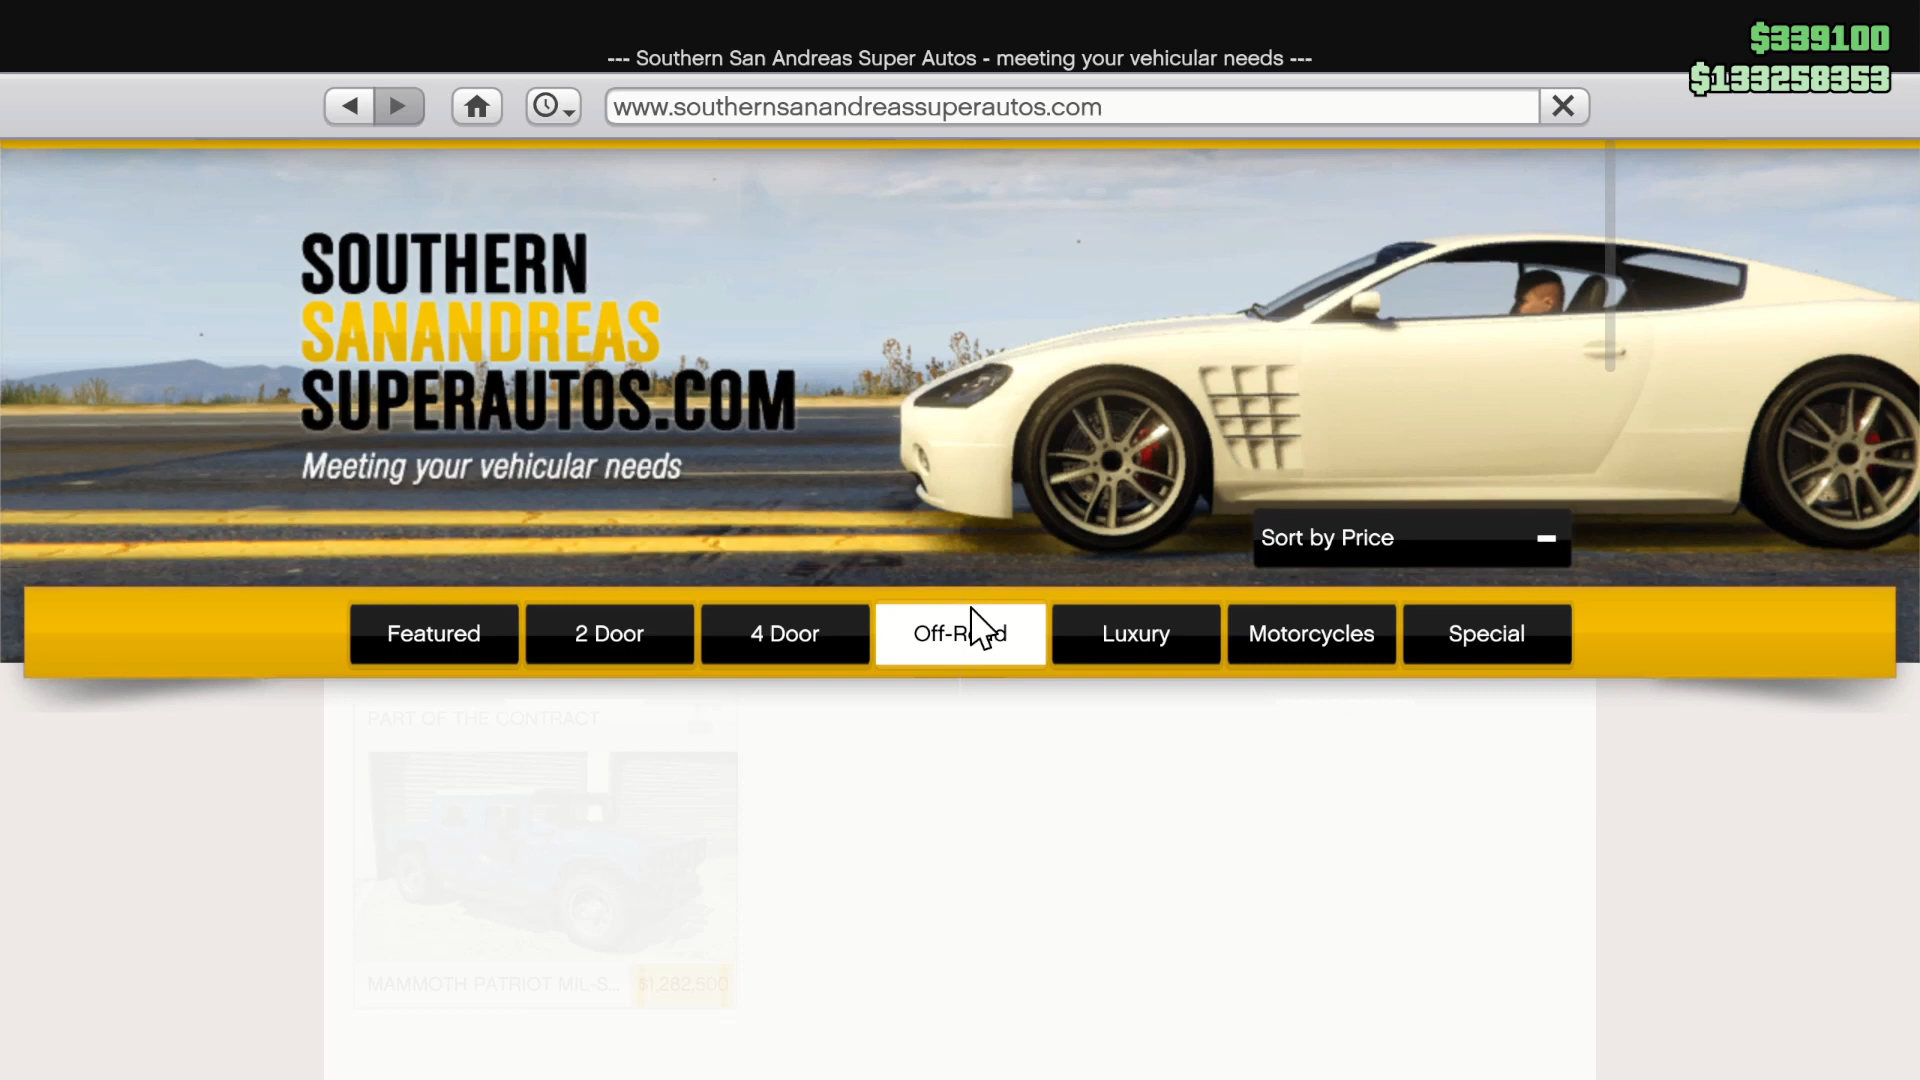 --- Southern San Andreas Super Autos - meeting your vehicular needs ---
$339100
$133258353
www.southernsanandreassuperautos.com
SOUTHERN
SANANDREAS
SUPERAUTOS.COM
Meeting your vehicular needs
Sort by Price
Featured
2 Door
4 Door
Off-Road
Luxury
Motorcycles
Special
PART OF THE CONTRACT
MAMMOTH PATRIOT MIL-S...
$1,282,500